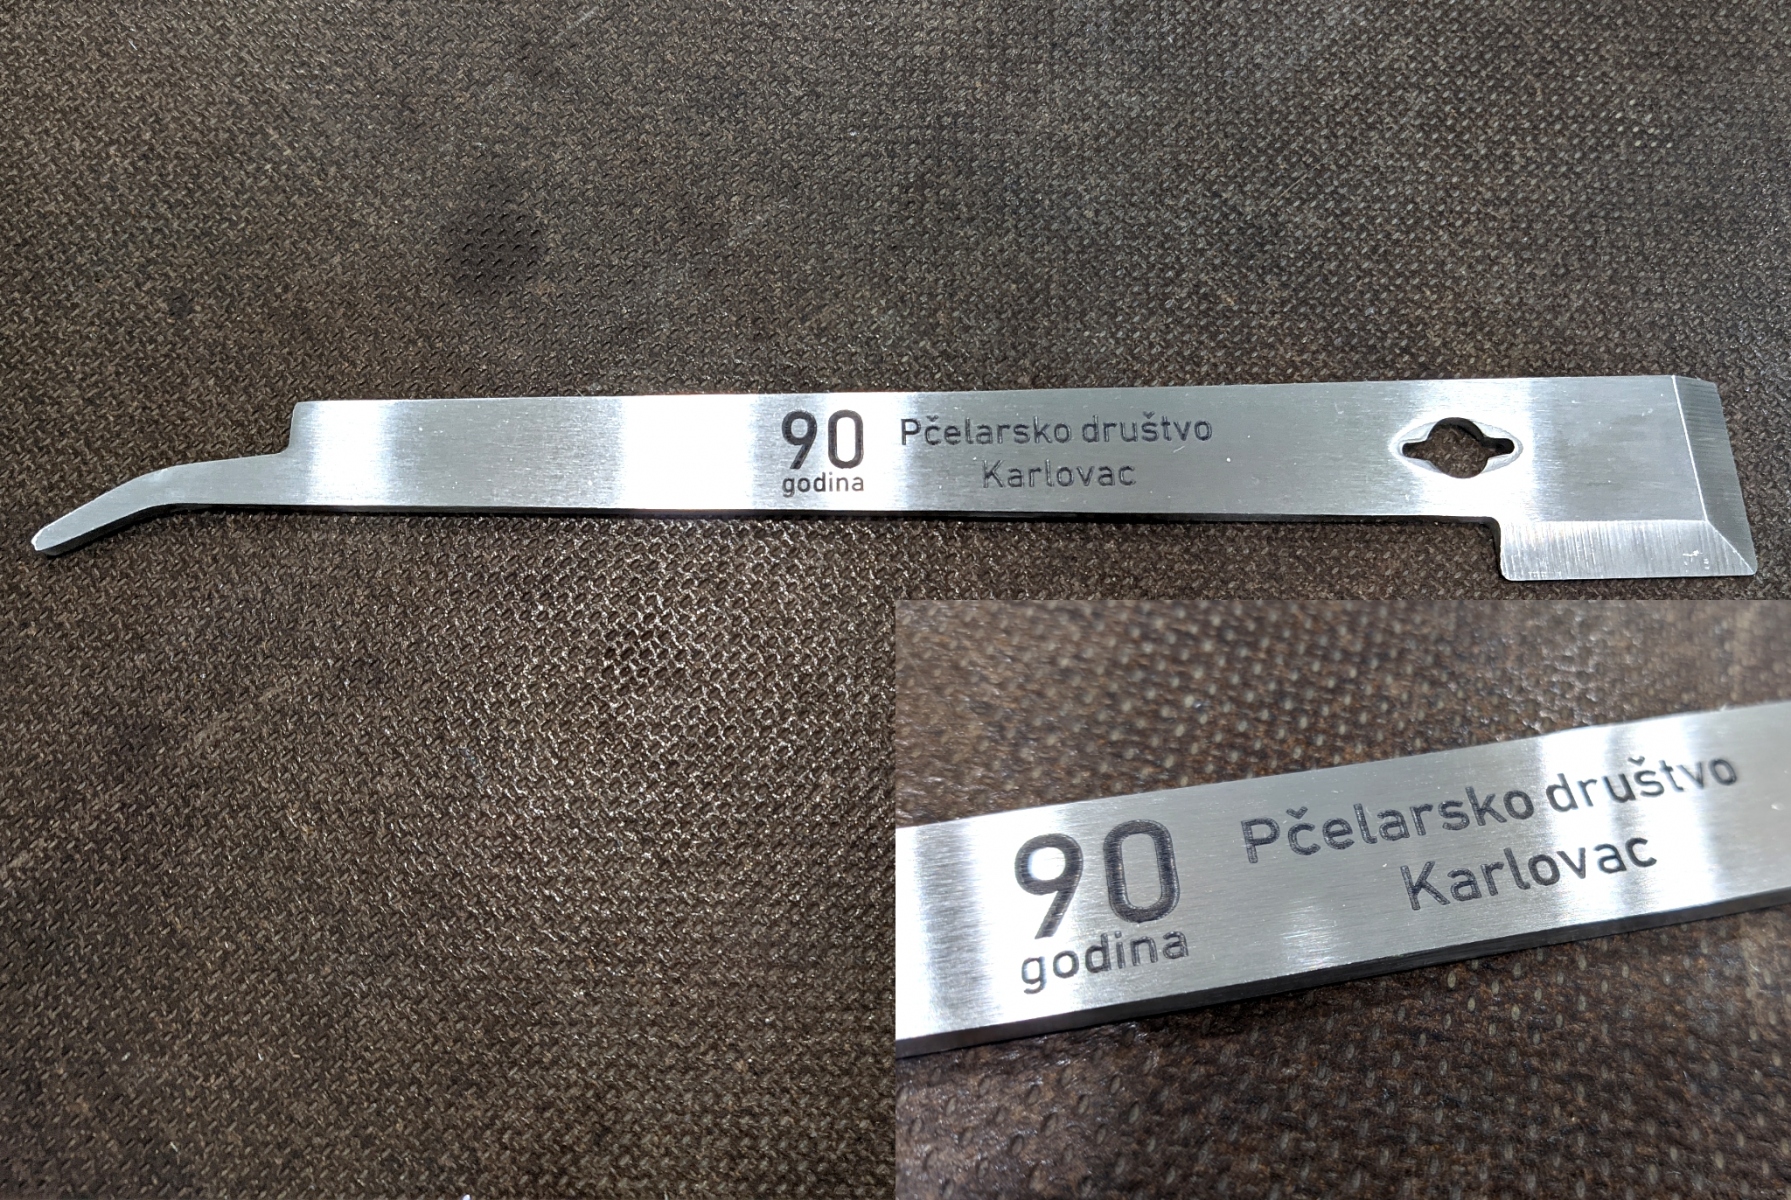 90
godina
Pčelarsko društvo
Karlovac
90
godina
Pčelarsko društvo
Karlovac